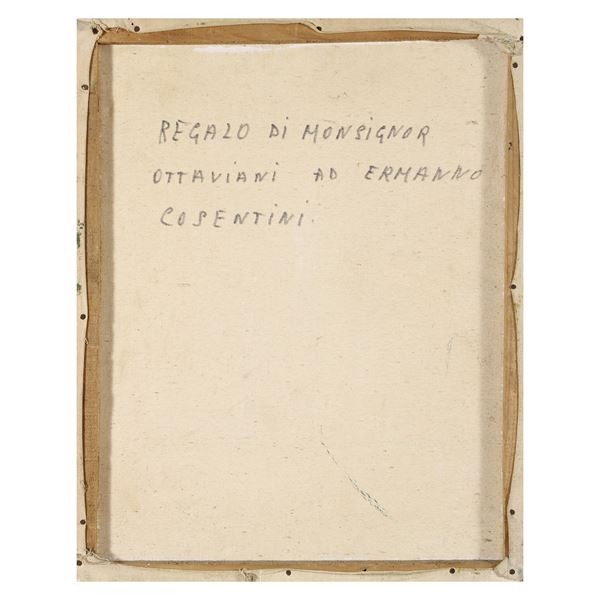 REGALO DI MONSIGNOR
OTTAVIANI AD ERMANNO
COSENTINI.